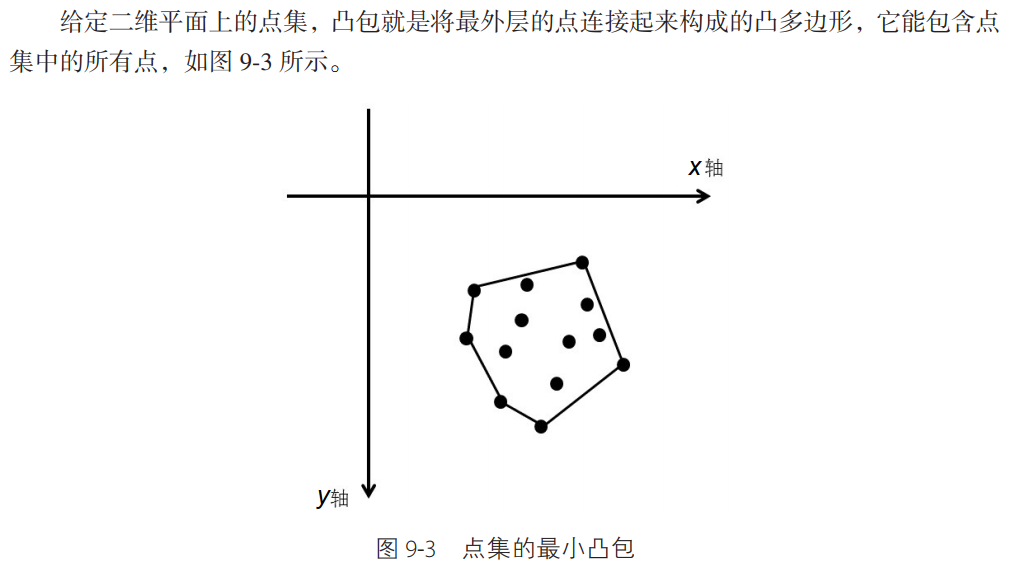 给定二维平面上的点集，凸包就是将最外层的点连接起来构成的凸多边形，它能包含点
集中的所有点，如图 9-3 所示。
x 轴
y轴
图 9-3 点集的最小凸包